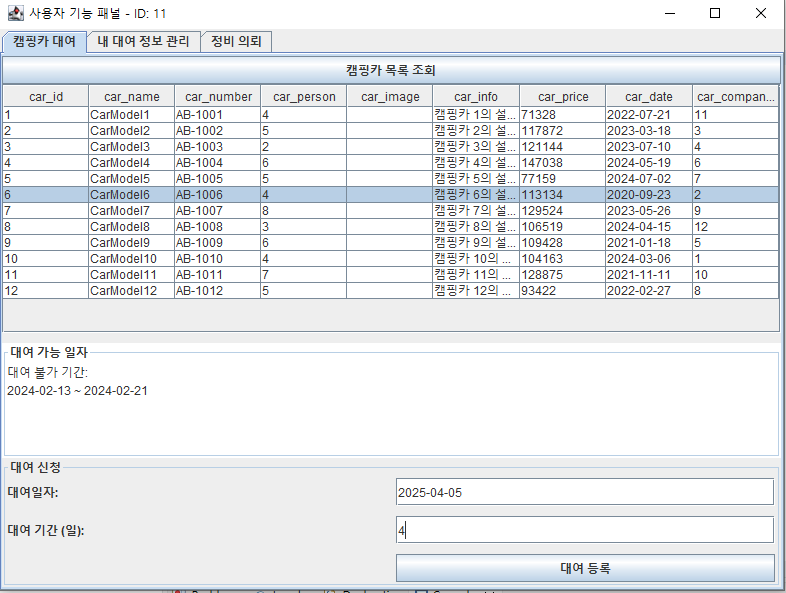 사용자 기능 패널 - ID: 11
캠핑카 대여 내 대여 정보 관리 정비 의뢰
캠핑카 목록 조회
car_id car_name car_number car_person car_image car_info car_price car_date car_compan...
1 CarModel1 AB-1001 4 캠핑카 1의 설... 71328 2022-07-21 11
2 CarModel2 AB-1002 5 캠핑카 2의 설... 117872 2023-03-18 3
3 CarModel3 AB-1003 2 캠핑카 3의 설... 121144 2023-07-10 4
4 CarModel4 AB-1004 6 캠핑카 4의 설... 147038 2024-05-19 6
5 CarModel5 AB-1005 5 캠핑카 5의 설... 77159 2024-07-02 7
6 CarModel6 AB-1006 4 캠핑카 6의 설... 113134 2020-09-23 2
7 CarModel7 AB-1007 8 캠핑카 7의 설... 129524 2023-05-26 9
8 CarModel8 AB-1008 3 캠핑카 8의 설... 106519 2024-04-15 12
9 CarModel9 AB-1009 6 캠핑카 9의 설... 109428 2021-01-18 5
10 CarModel10 AB-1010 4 캠핑카 10의 ... 104163 2024-03-06 1
11 CarModel11 AB-1011 7 캠핑카 11의 ... 128875 2021-11-11 10
12 CarModel12 AB-1012 5 캠핑카 12의 ... 93422 2022-02-27 8
대여 가능 일자
대여 불가 기간:
2024-02-13 ~ 2024-02-21
대여 신청
대여일자: 2025-04-05
대여 기간 (일): 4
대여 등록